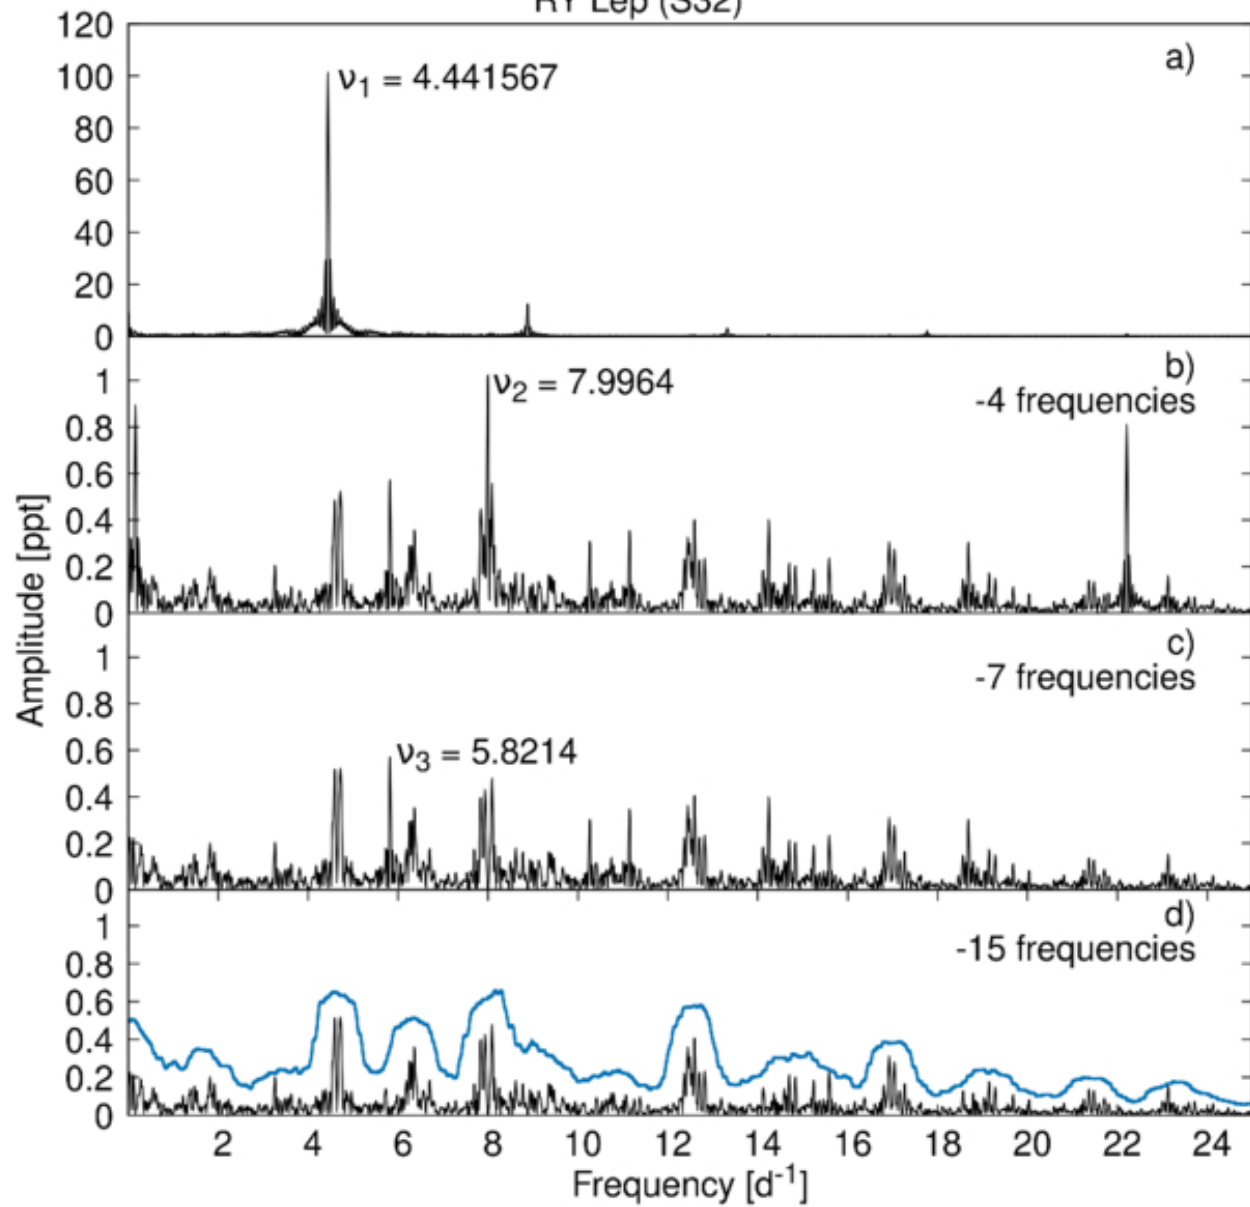 RY Lep (S32)
120
a)
100
ν1 = 4.441567
80
60
40
20
0
b)
1
ν2 = 7.9964
-4 frequencies
0.8
0.6
0.4
0.2
0
c)
1
-7 frequencies
0.8
0.6
ν3 = 5.8214
0.4
0.2
0
d)
1
-15 frequencies
0.8
0.6
0.4
0.2
0
Amplitude [ppt]
2 4 6 8 10 12 14 16 18 20 22 24
Frequency [d-1]